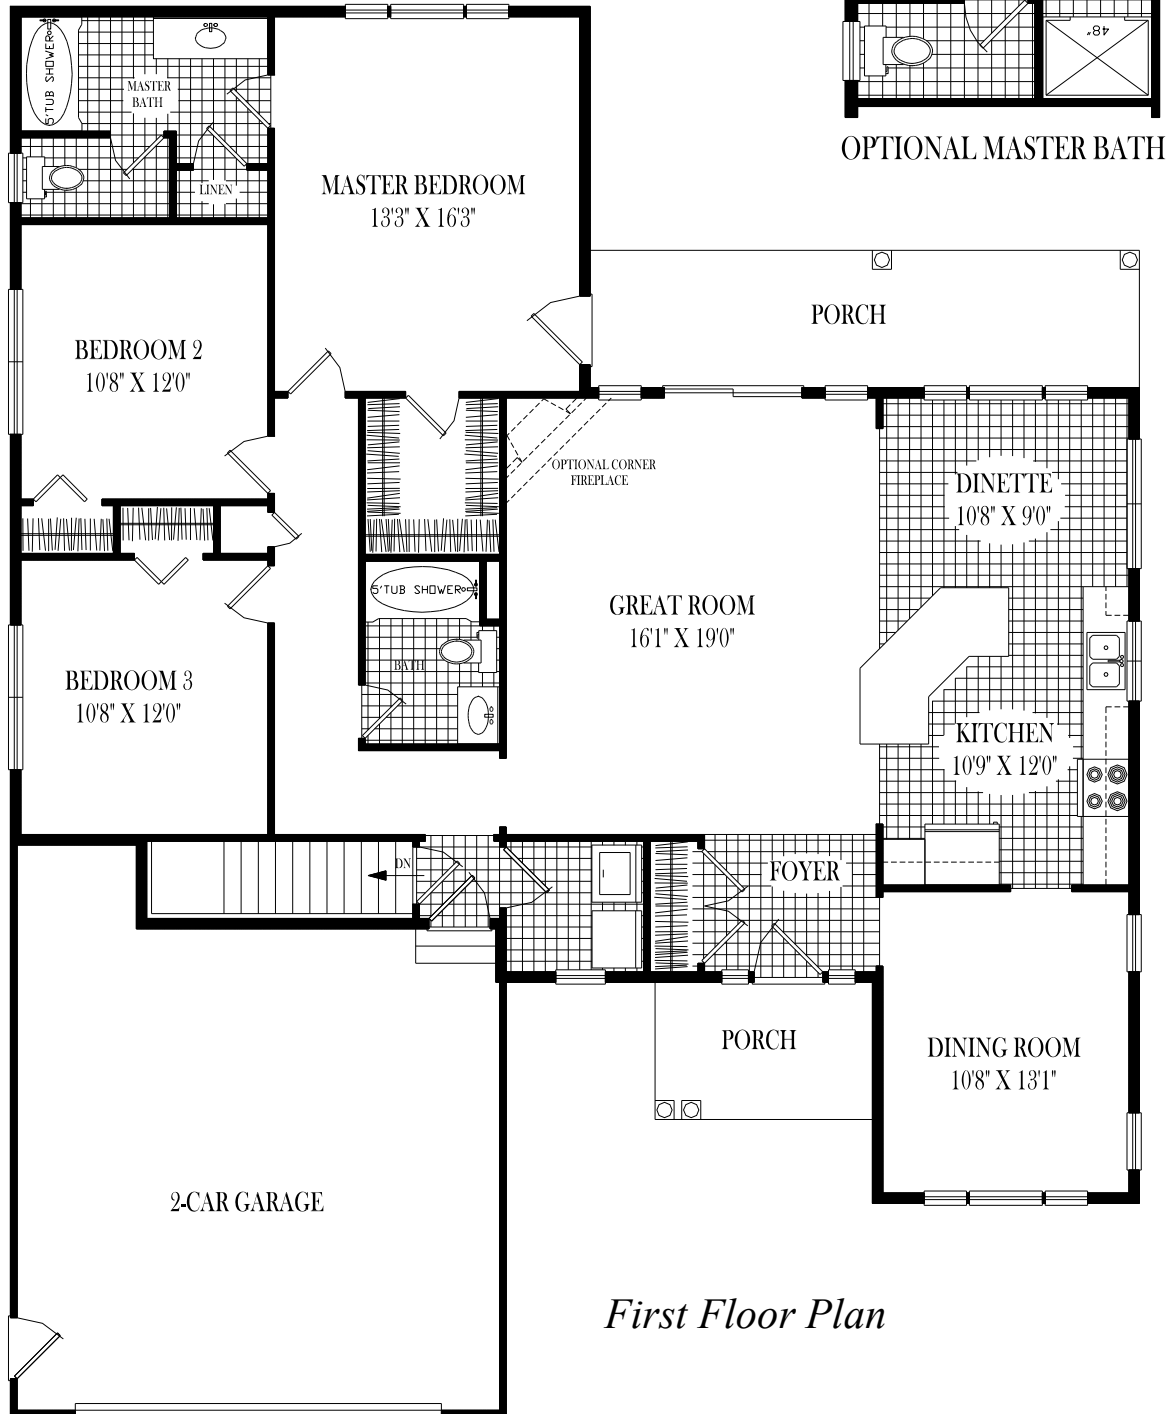 5'TUB SHOWER
MASTER
BATH
LINEN
48"
OPTIONAL MASTER BATH
MASTER BEDROOM
13'3" X 16'3"
PORCH
BEDROOM 2
10'8" X 12'0"
OPTIONAL CORNER
FIREPLACE
DINETTE
10'8" X 9'0"
5'TUB SHOWER
GREAT ROOM
16'1" X 19'0"
BATH
BEDROOM 3
10'8" X 12'0"
KITCHEN
10'9" X 12'0"
DN
FOYER
PORCH
DINING ROOM
10'8" X 13'1"
2-CAR GARAGE
First Floor Plan